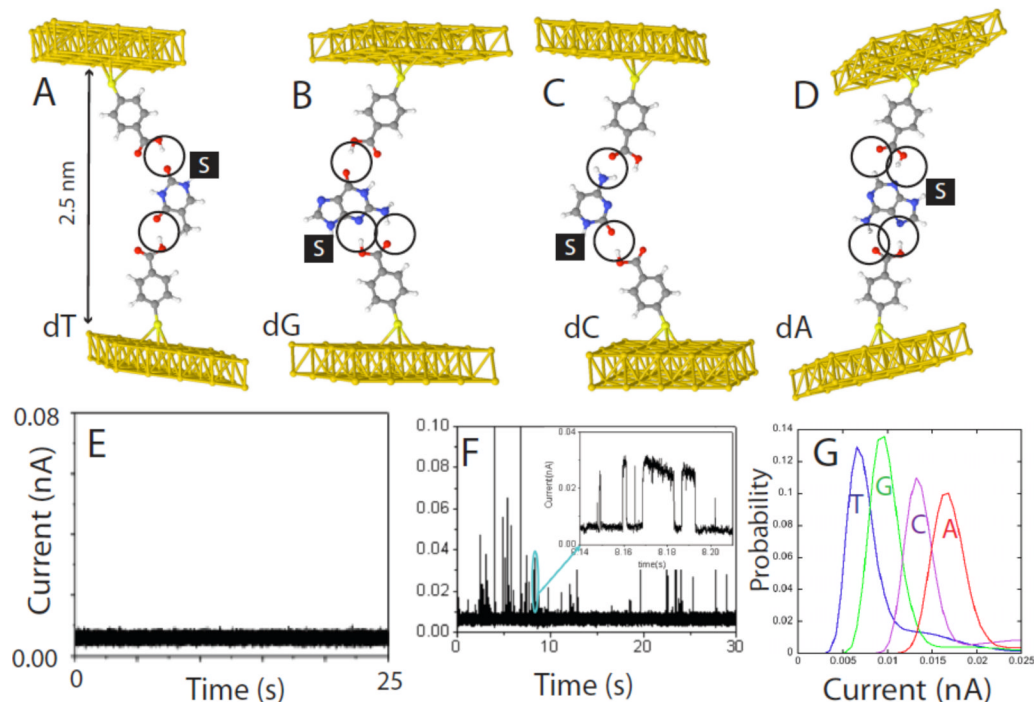 A
B
C
D
2.5 nm
S
S
S
S
dT
dG
dC
dA
E
0.08
0.00
Current (nA)
0
25
Time (s)
F
0.10
0.08
0.06
0.04
0.02
0.00
0
10
20
30
Time (s)
0.04
0.02
0.00
Current(nA)
8.16
8.18
8.20
time(s)
G
0.14
0.12
0.10
0.08
0.06
0.04
0.02
0
Probability
T
G
C
A
0
0.005
0.01
0.015
0.02
0.025
Current (nA)